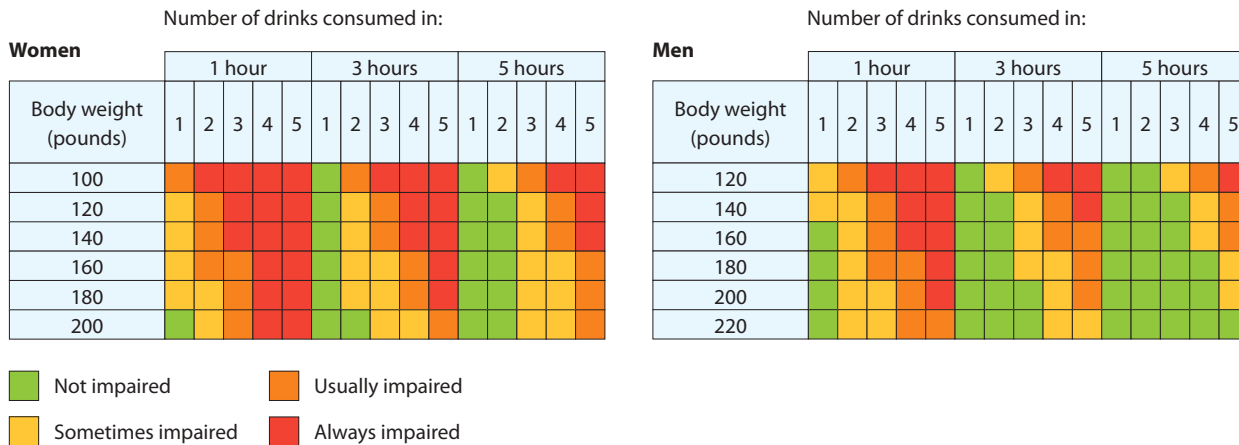 Number of drinks consumed in:
Women
1 hour 3 hours 5 hours
Body weight
(pounds)
1 2 3 4 5 1 2 3 4 5 1 2 3 4 5
100
120
140
160
180
200
Number of drinks consumed in:
Men
1 hour 3 hours 5 hours
Body weight
(pounds)
1 2 3 4 5 1 2 3 4 5 1 2 3 4 5
120
140
160
180
200
220
Not impaired
Usually impaired
Sometimes impaired
Always impaired